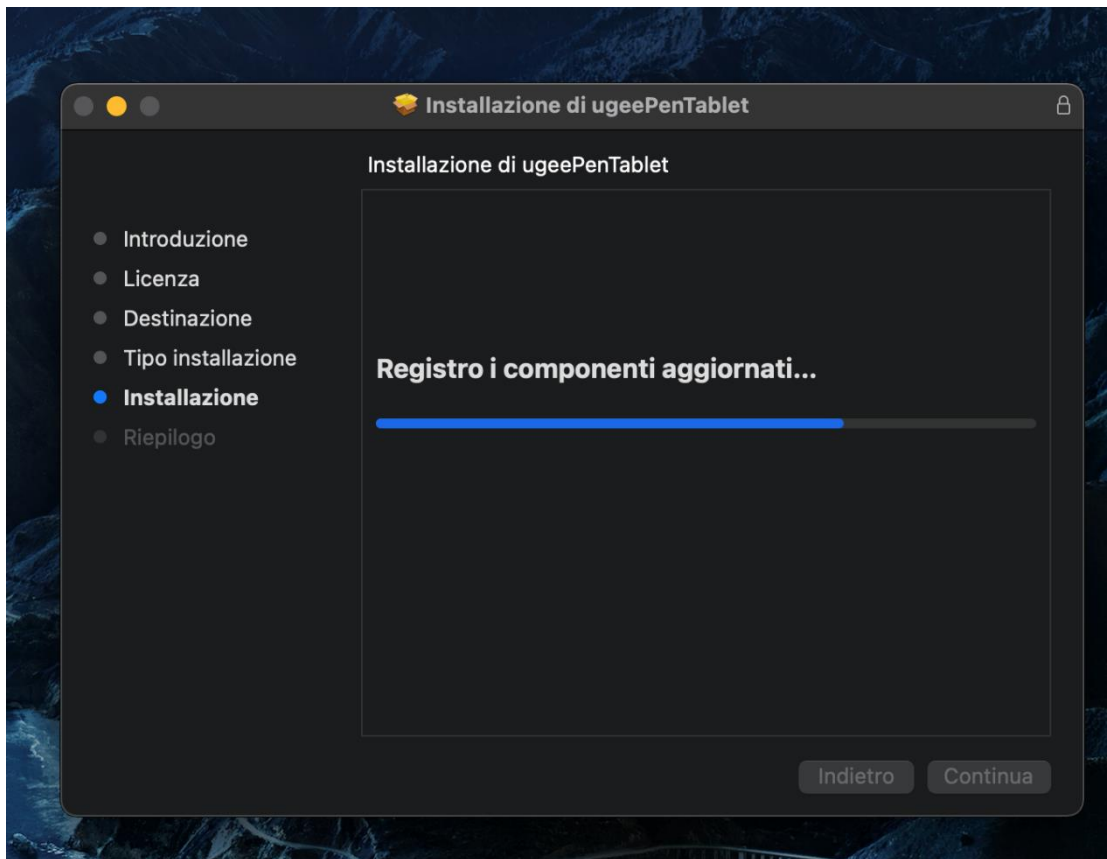 Installazione di ugeePenTablet
Installazione di ugeePenTablet
Introduzione
Licenza
Destinazione
Tipo installazione
Installazione
Riepilogo
Registro i componenti aggiornati...
Indietro
Continua